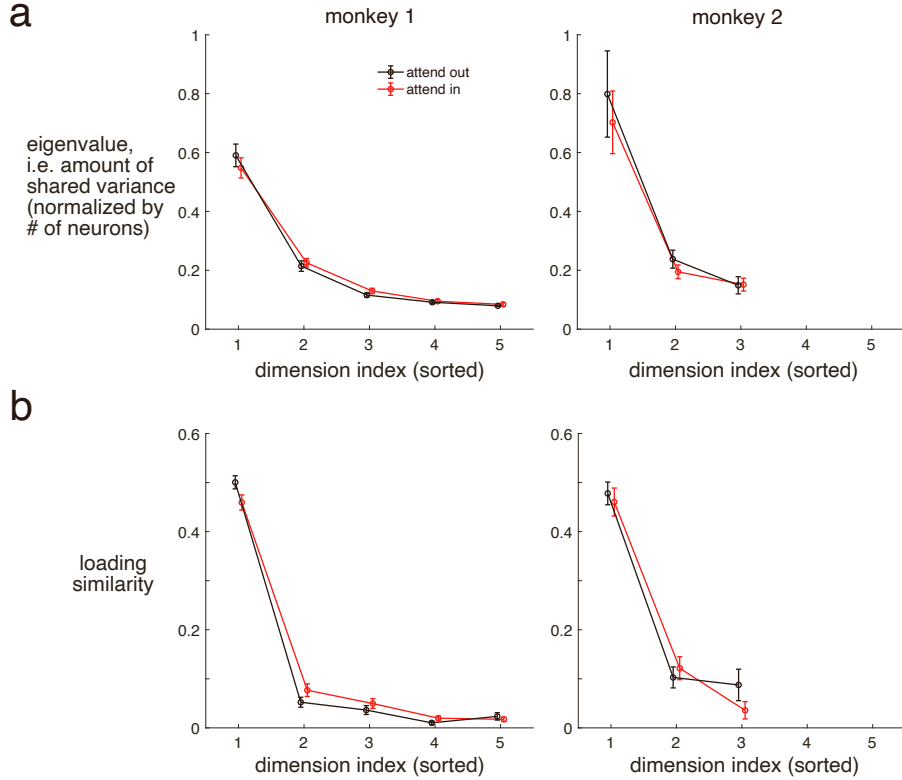 a
monkey 1
monkey 2
eigenvalue,
i.e. amount of
shared variance
(normalized by
# of neurons)
1
0.8
0.6
0.4
0.2
0
attend out
attend in
1 2 3 4 5
dimension index (sorted)
1
0.8
0.6
0.4
0.2
0
1 2 3 4 5
dimension index (sorted)
b
loading
similarity
0.6
0.4
0.2
0
1 2 3 4 5
dimension index (sorted)
0.6
0.4
0.2
0
1 2 3 4 5
dimension index (sorted)